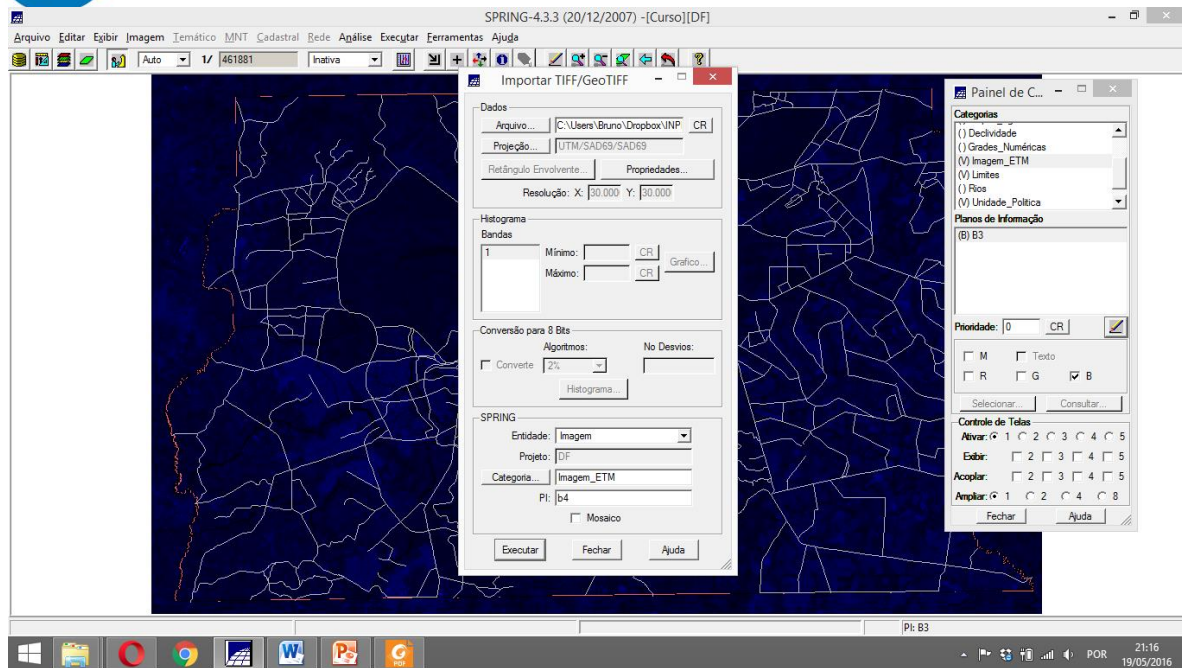 SPRING-4.3.3 (20/12/2007) -[Curso][DF]
Arquivo Editar Exibir Imagem Temático MNT Cadastral Rede Análise Executar Ferramentas Ajuda
Auto 1/ 461881 Inativa
Importar TIFF/GeoTIFF
Dados
Arquivo... C:\Users\Bruno\Dropbox\INP CR
Projeção... UTM/SAD69/SAD69
Retângulo Envolvente... Propriedades...
Resolução: X: 30.000 Y: 30.000
Histograma
Bandas
1
Mínimo: CR
Máximo: CR
Grafico...
Conversão para 8 Bits
Algoritmos: No Desvios:
Converte 2%
Histograma...
SPRING
Entidade: Imagem
Projeto: DF
Categoria... Imagem_ETM
PI: b4
Mosaico
Executar Fechar Ajuda
Painel de C...
Categorias
() Declividade
() Grades_Numéricas
(V) Imagem_ETM
(V) Limites
() Rios
(V) Unidade_Politica
Planos de Informação
(B) B3
Prioridade: 0 CR
M Texto
R G B
Selecionar... Consultar...
Controle de Telas
Ativar: 1 2 3 4 5
Exibir: 2 3 4 5
Acoplar: 2 3 4 5
Ampliar: 1 2 4 8
Fechar Ajuda
PI: B3
POR
21:16
19/05/2016